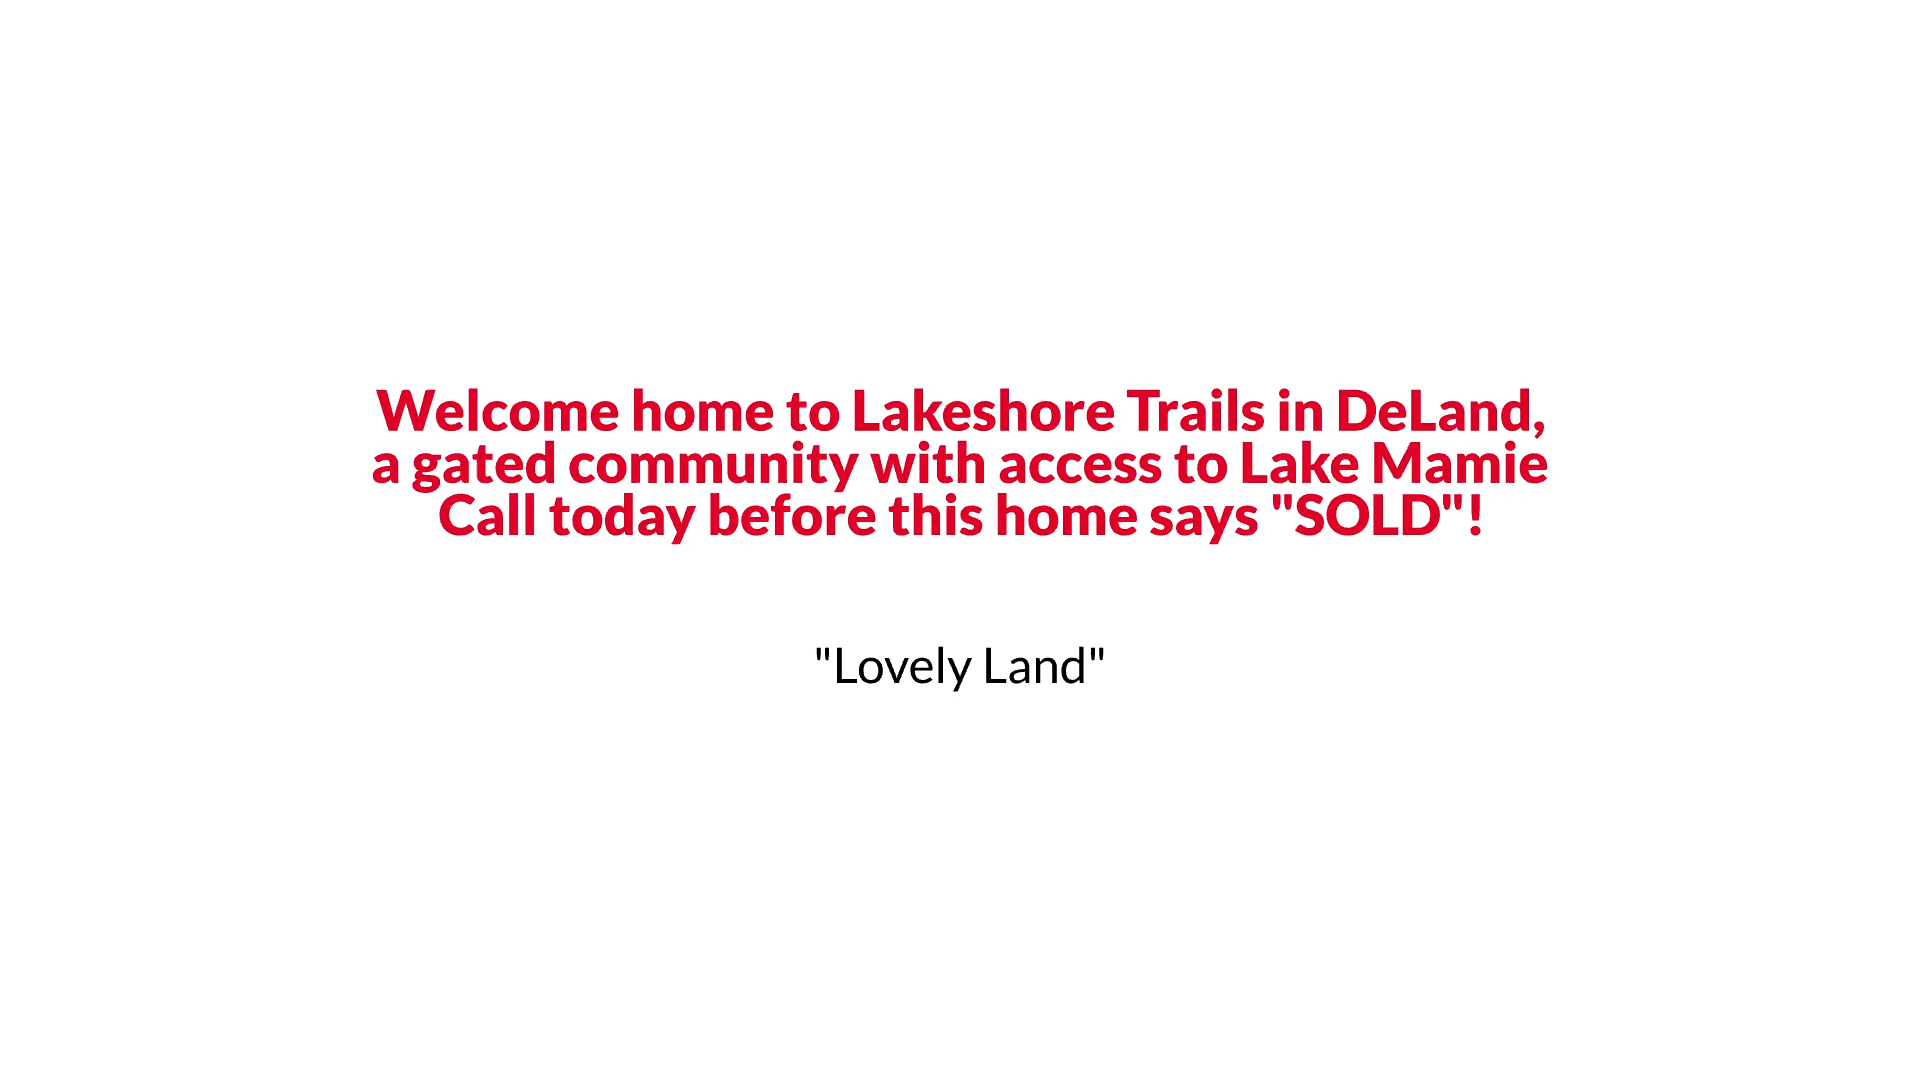 Welcome home to Lakeshore Trails in DeLand,
a gated community with access to Lake Mamie
Call today before this home says "SOLD"!
"Lovely Land"